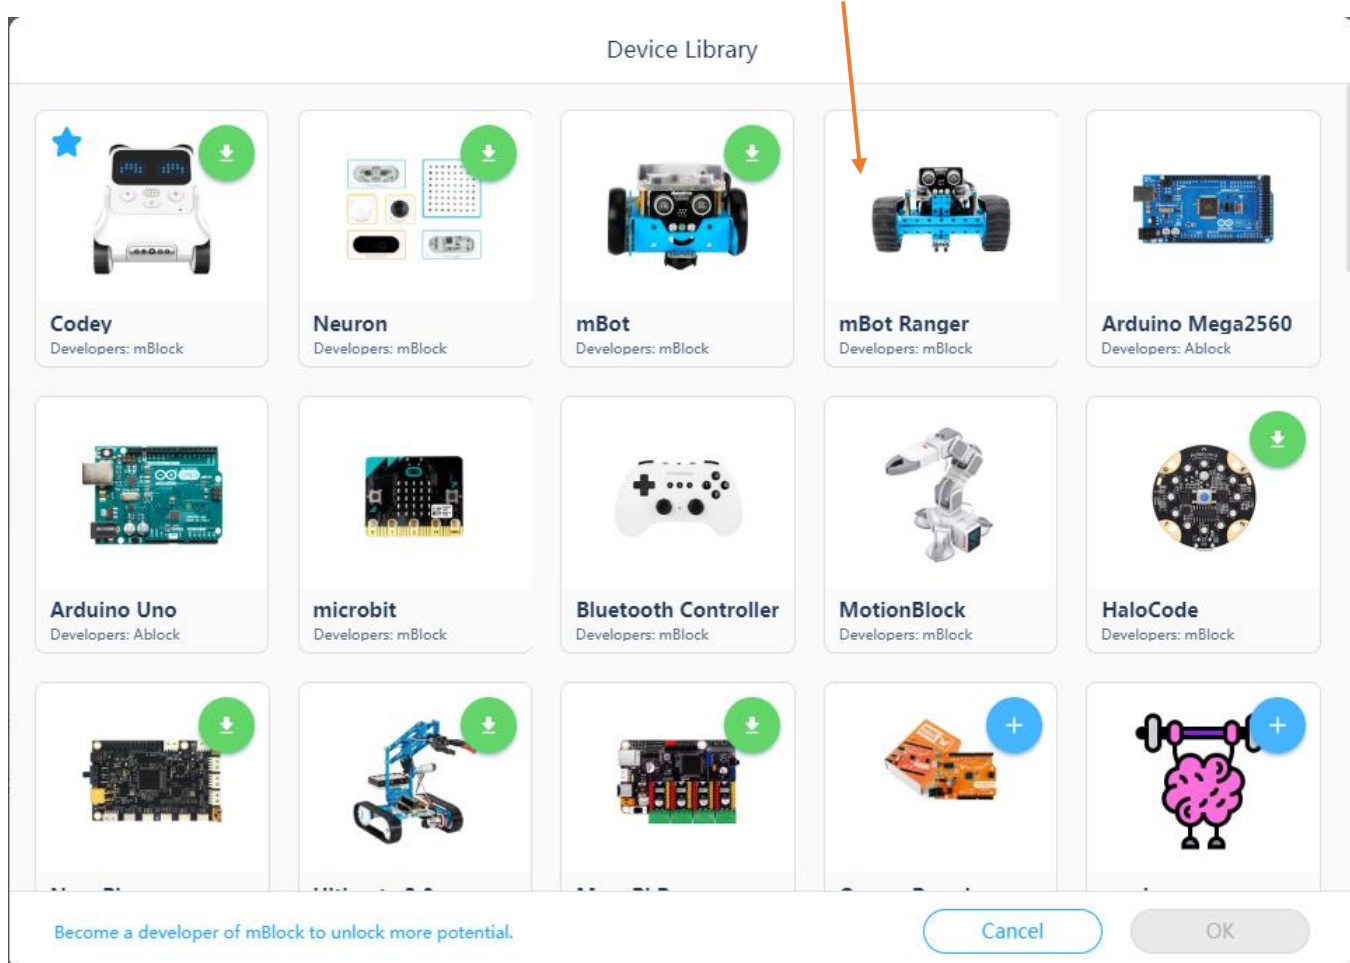 Device Library
Codey
Developers: mBlock
Neuron
Developers: mBlock
mBot
Developers: mBlock
mBot Ranger
Developers: mBlock
Arduino Mega2560
Developers: Ablock
Arduino Uno
Developers: Ablock
microbit
Developers: mBlock
Bluetooth Controller
Developers: mBlock
MotionBlock
Developers: mBlock
HaloCode
Developers: mBlock
Become a developer of mBlock to unlock more potential.
Cancel
OK